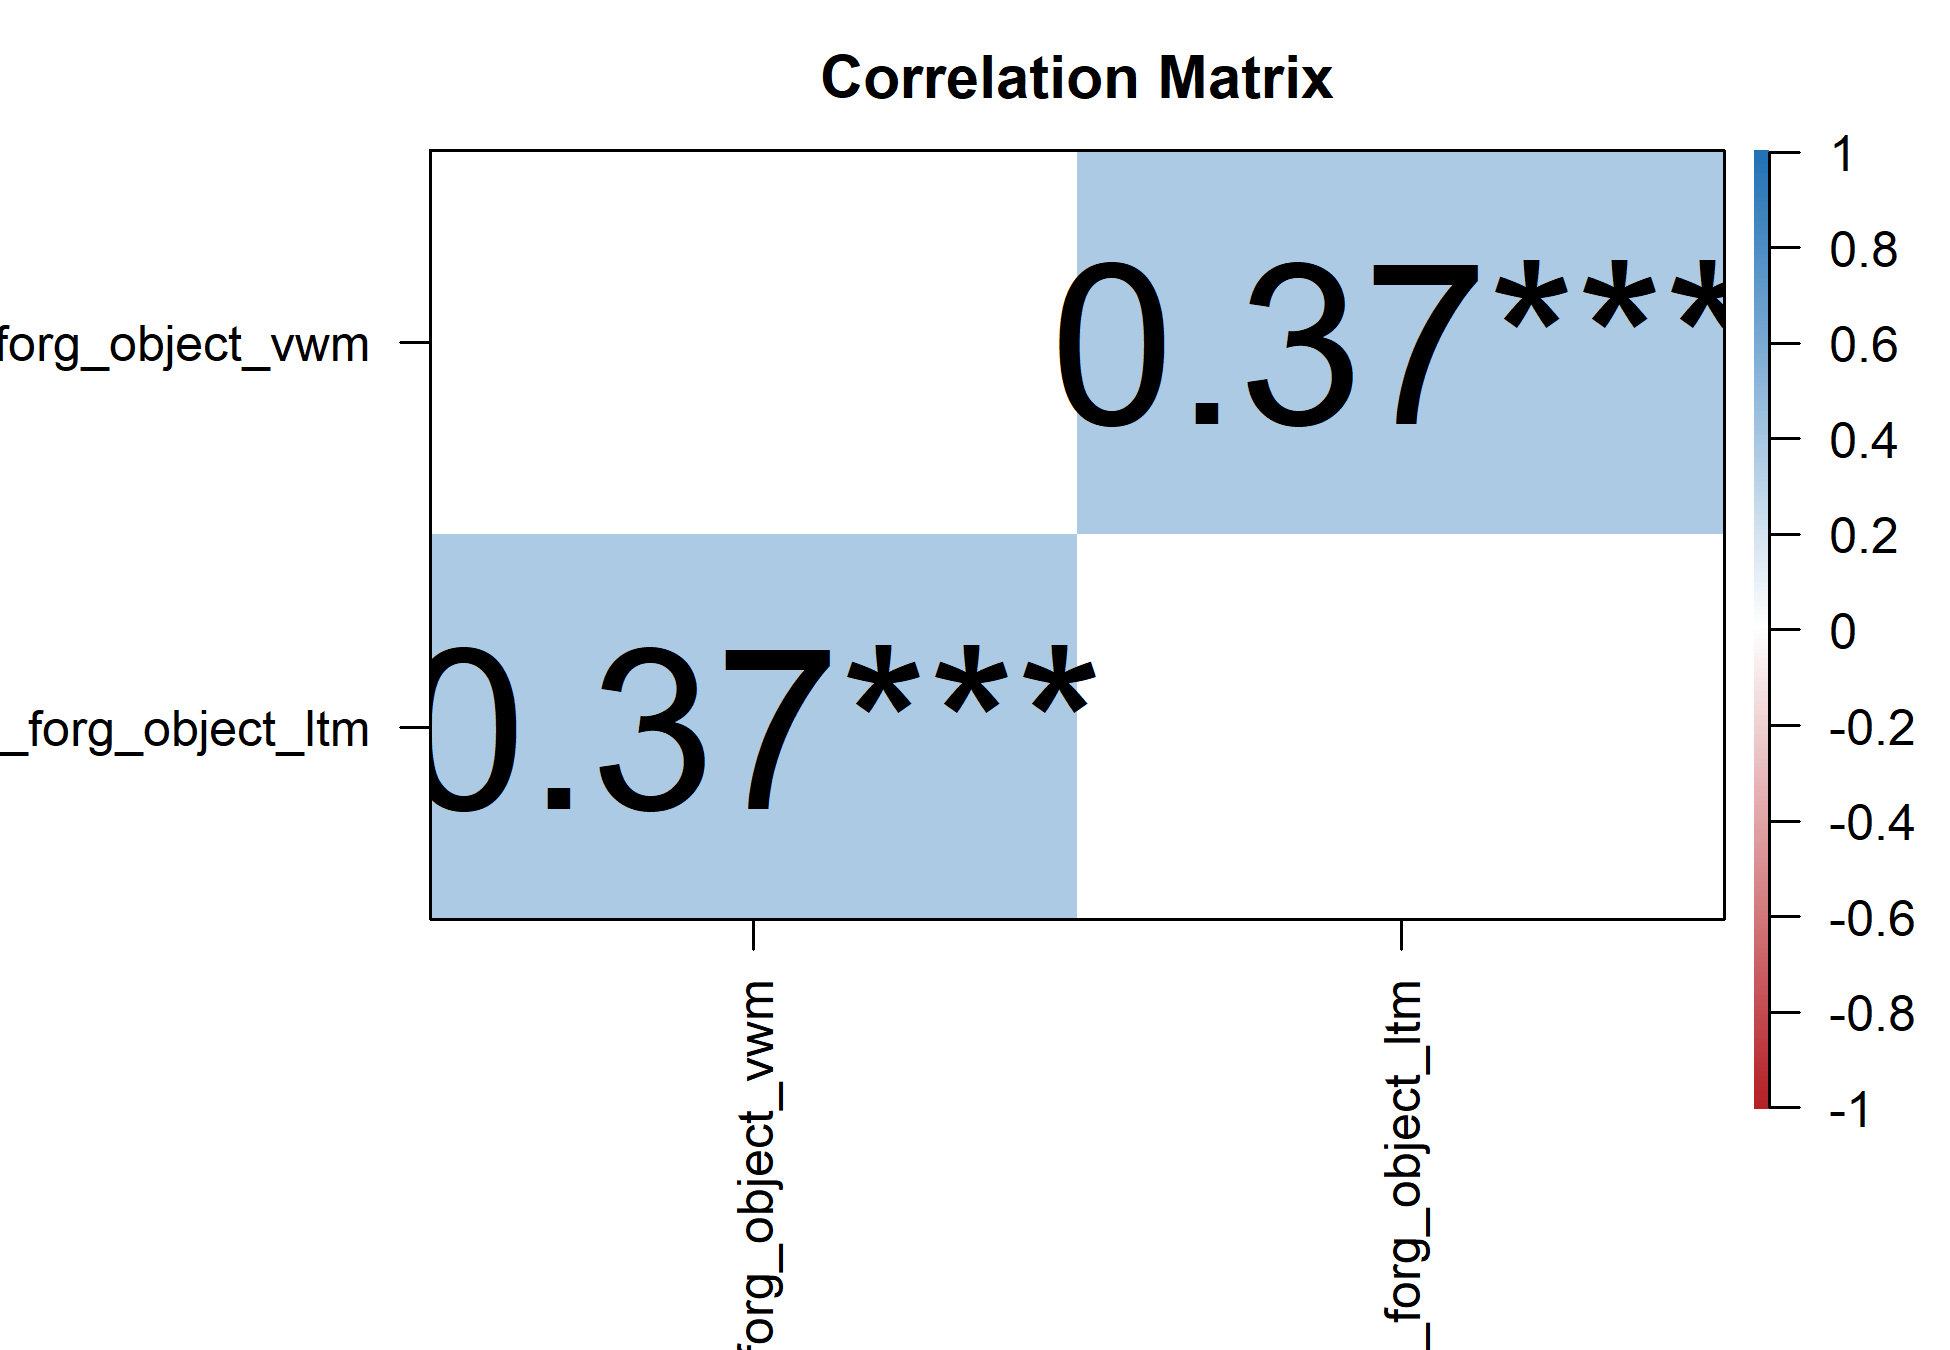 Correlation Matrix
forg_object_vwm
_forg_object_ltm
0.37***
0.37***
1
0.8
0.6
0.4
0.2
0
-0.2
-0.4
-0.6
-0.8
-1
forg_object_vwm
_forg_object_ltm